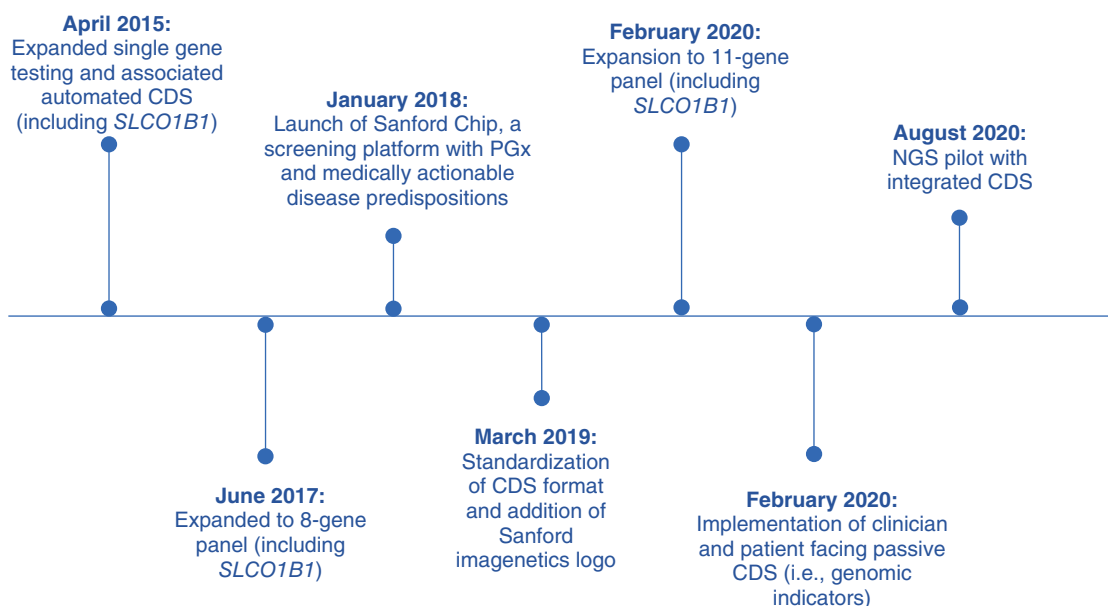 April 2015:
Expanded single gene
testing and associated
automated CDS
(including SLCO1B1)
June 2017:
Expanded to 8-gene
panel (including
SLCO1B1)
January 2018:
Launch of Sanford Chip, a
screening platform with PGx
and medically actionable
disease predispositions
March 2019:
Standardization
of CDS format
and addition of
Sanford
imagenetics logo
February 2020:
Expansion to 11-gene
panel (including
SLCO1B1)
February 2020:
Implementation of clinician
and patient facing passive
CDS (i.e., genomic
indicators)
August 2020:
NGS pilot with
integrated CDS